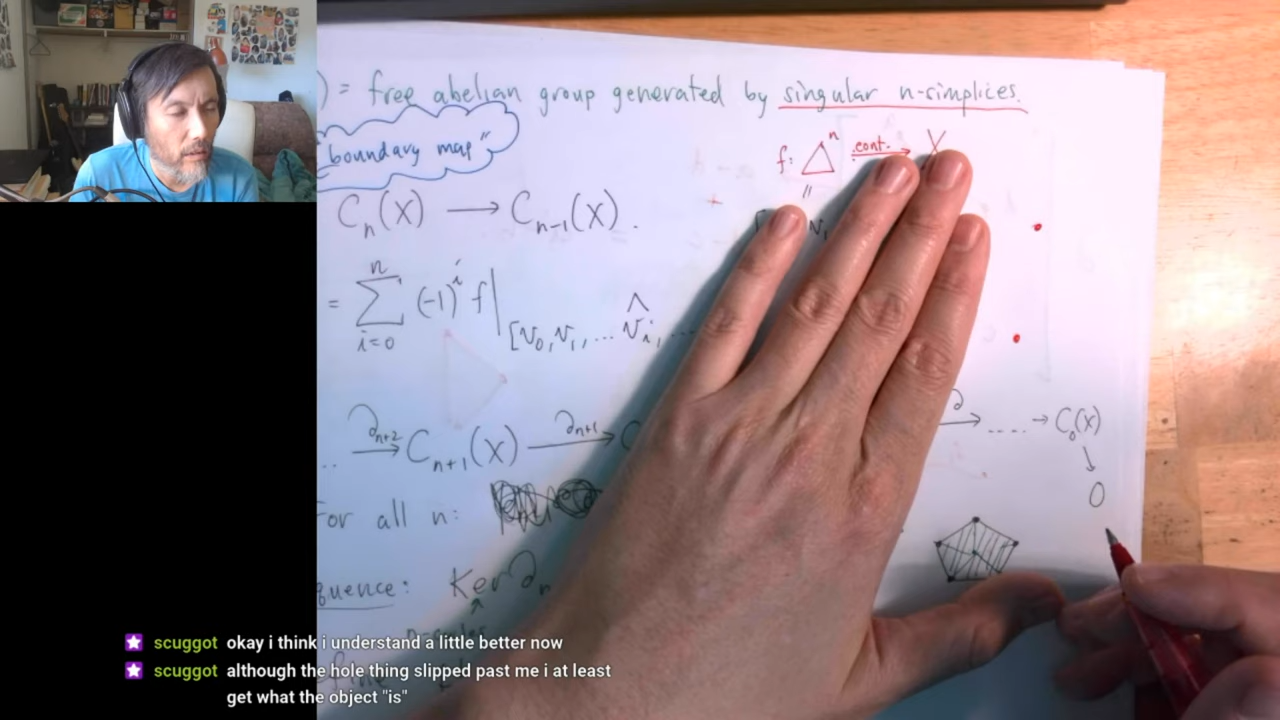 ) = free abelian group generated by singular n-simplices.
boundary map"
f: Δⁿ cont. → X
Cₙ(X) → Cₙ₋₁(X).
= Σ (-1)ⁱ f|
n
i=0
[v₀, v₁, ... v̂ᵢ, ...
.. ∂ₙ₊₂ → Cₙ₊₁(X) ∂ₙ₊₁ → C
∂ → ..... → C₀(X)
↓
0
For all n:
quence: Ker ∂ₙ
scuggot okay i think i understand a little better now
scuggot although the hole thing slipped past me i at least
get what the object "is"